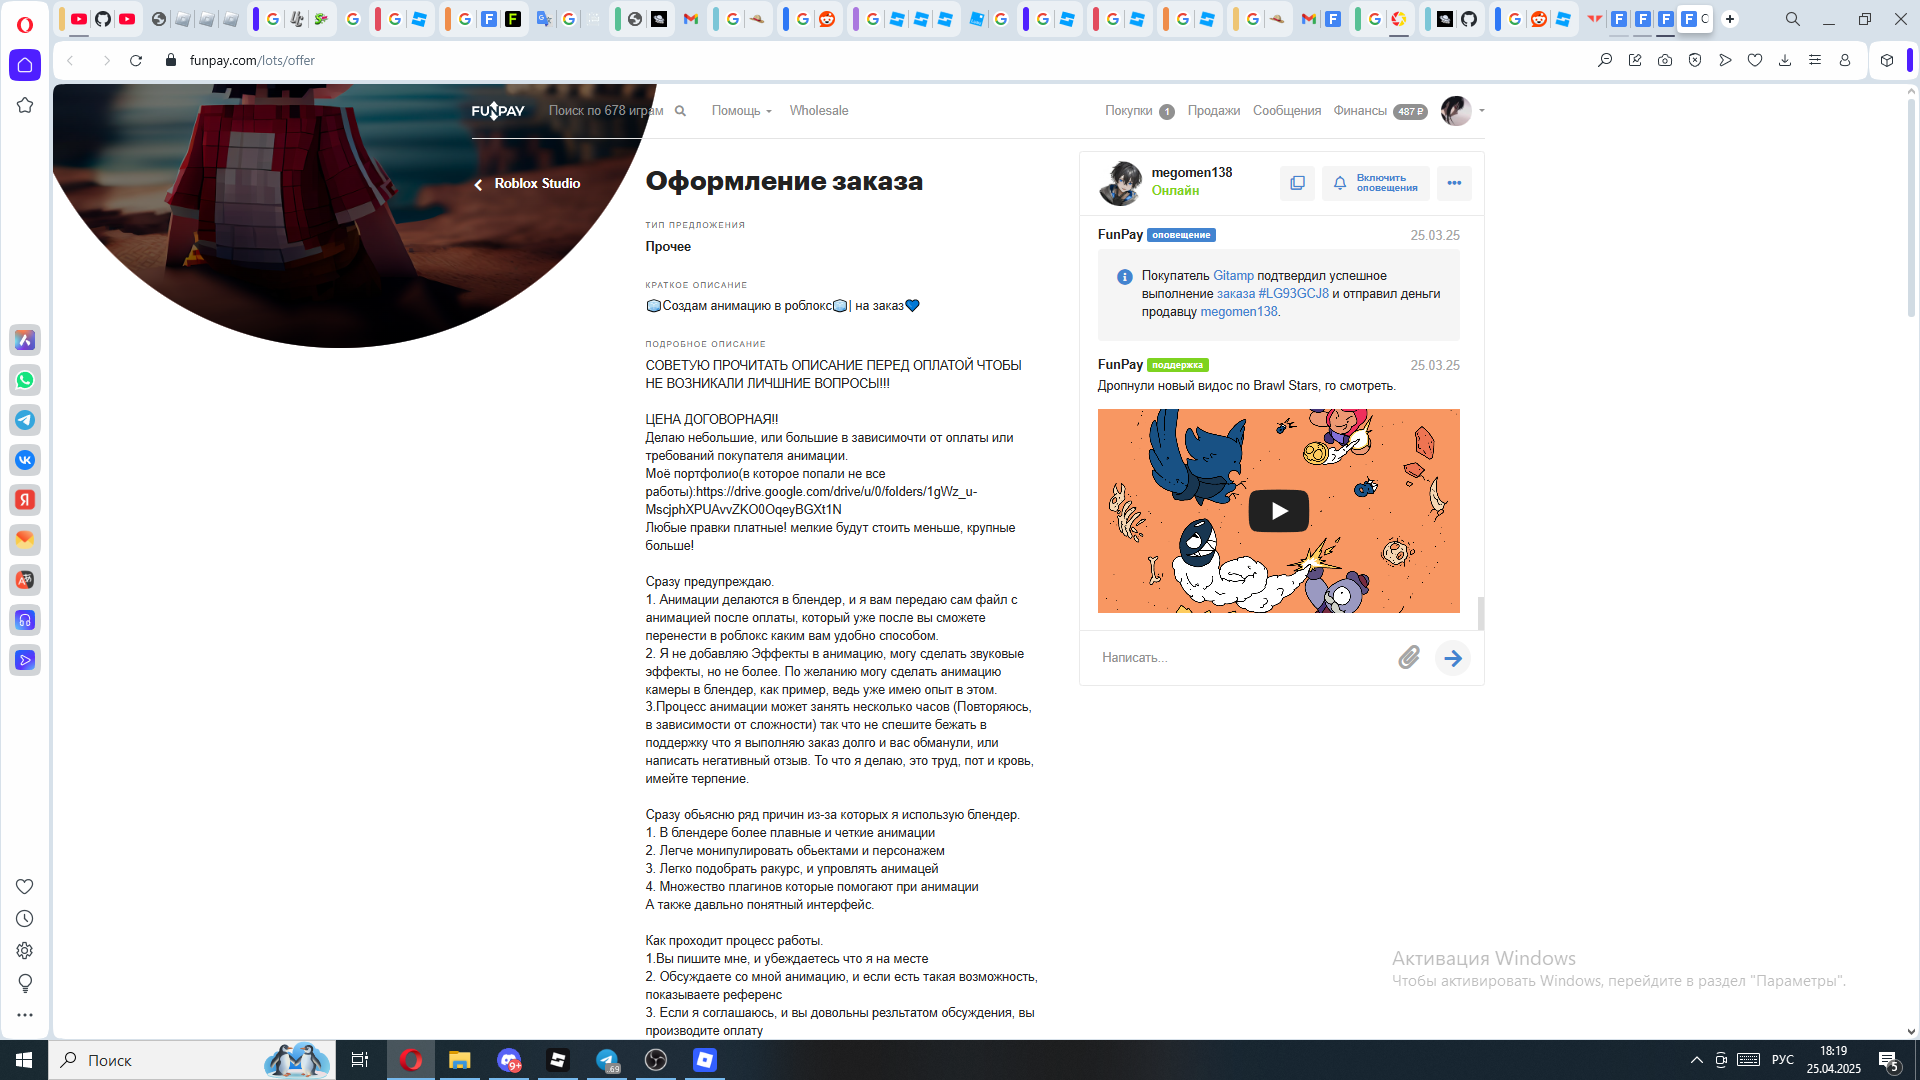 funpay.com/lots/offer
FUNPAY
Поиск по 678 играм
Помощь
Wholesale
Покупки 1
Продажи
Сообщения
Финансы 487 ₽
Roblox Studio
Оформление заказа
ТИП ПРЕДЛОЖЕНИЯ
Прочее
КРАТКОЕ ОПИСАНИЕ
🧊Создам анимацию в роблокс🧊| на заказ💙
ПОДРОБНОЕ ОПИСАНИЕ
СОВЕТУЮ ПРОЧИТАТЬ ОПИСАНИЕ ПЕРЕД ОПЛАТОЙ ЧТОБЫ
НЕ ВОЗНИКАЛИ ЛИЧШНИЕ ВОПРОСЫ!!!
ЦЕНА ДОГОВОРНАЯ!!
Делаю небольшие, или большие в зависимочти от оплаты или
требований покупателя анимации.
Моё портфолио(в которое попали не все
работы):https://drive.google.com/drive/u/0/folders/1gWz_u-
MscjphXPUAvvZKO0OqeyBGXt1N
Любые правки платные! мелкие будут стоить меньше, крупные
больше!
Сразу предупреждаю.
1. Анимации делаются в блендер, и я вам передаю сам файл с
анимацией после оплаты, который уже после вы сможете
перенести в роблокс каким вам удобно способом.
2. Я не добавляю Эффекты в анимацию, могу сделать звуковые
эффекты, но не более. По желанию могу сделать анимацию
камеры в блендер, как пример, ведь уже имею опыт в этом.
3.Процесс анимации может занять несколько часов (Повторяюсь,
в зависимости от сложности) так что не спешите бежать в
поддержку что я выполняю заказ долго и вас обманули, или
написать негативный отзыв. То что я делаю, это труд, пот и кровь,
имейте терпение.
Сразу обьясню ряд причин из-за которых я использую блендер.
1. В блендере более плавные и четкие анимации
2. Легче монипулировать обьектами и персонажем
3. Легко подобрать ракурс, и упровлять анимацей
4. Множество плагинов которые помогают при анимации
А также давльно понятный интерфейс.
Как проходит процесс работы.
1.Вы пишите мне, и убеждаетесь что я на месте
2. Обсуждаете со мной анимацию, и если есть такая возможность,
показываете референс
3. Если я соглашаюсь, и вы довольны резльтатом обсуждения, вы
производите оплату
megomen138
Онлайн
Включить
оповещения
FunPay оповещение 25.03.25
Покупатель Gitamp подтвердил успешное
выполнение заказа #LG93GCJ8 и отправил деньги
продавцу megomen138.
FunPay поддержка 25.03.25
Дропнули новый видос по Brawl Stars, го смотреть.
Написать...
Активация Windows
Чтобы активировать Windows, перейдите в раздел "Параметры".
Поиск
9+
.69
РУС
18:19
25.04.2025
5